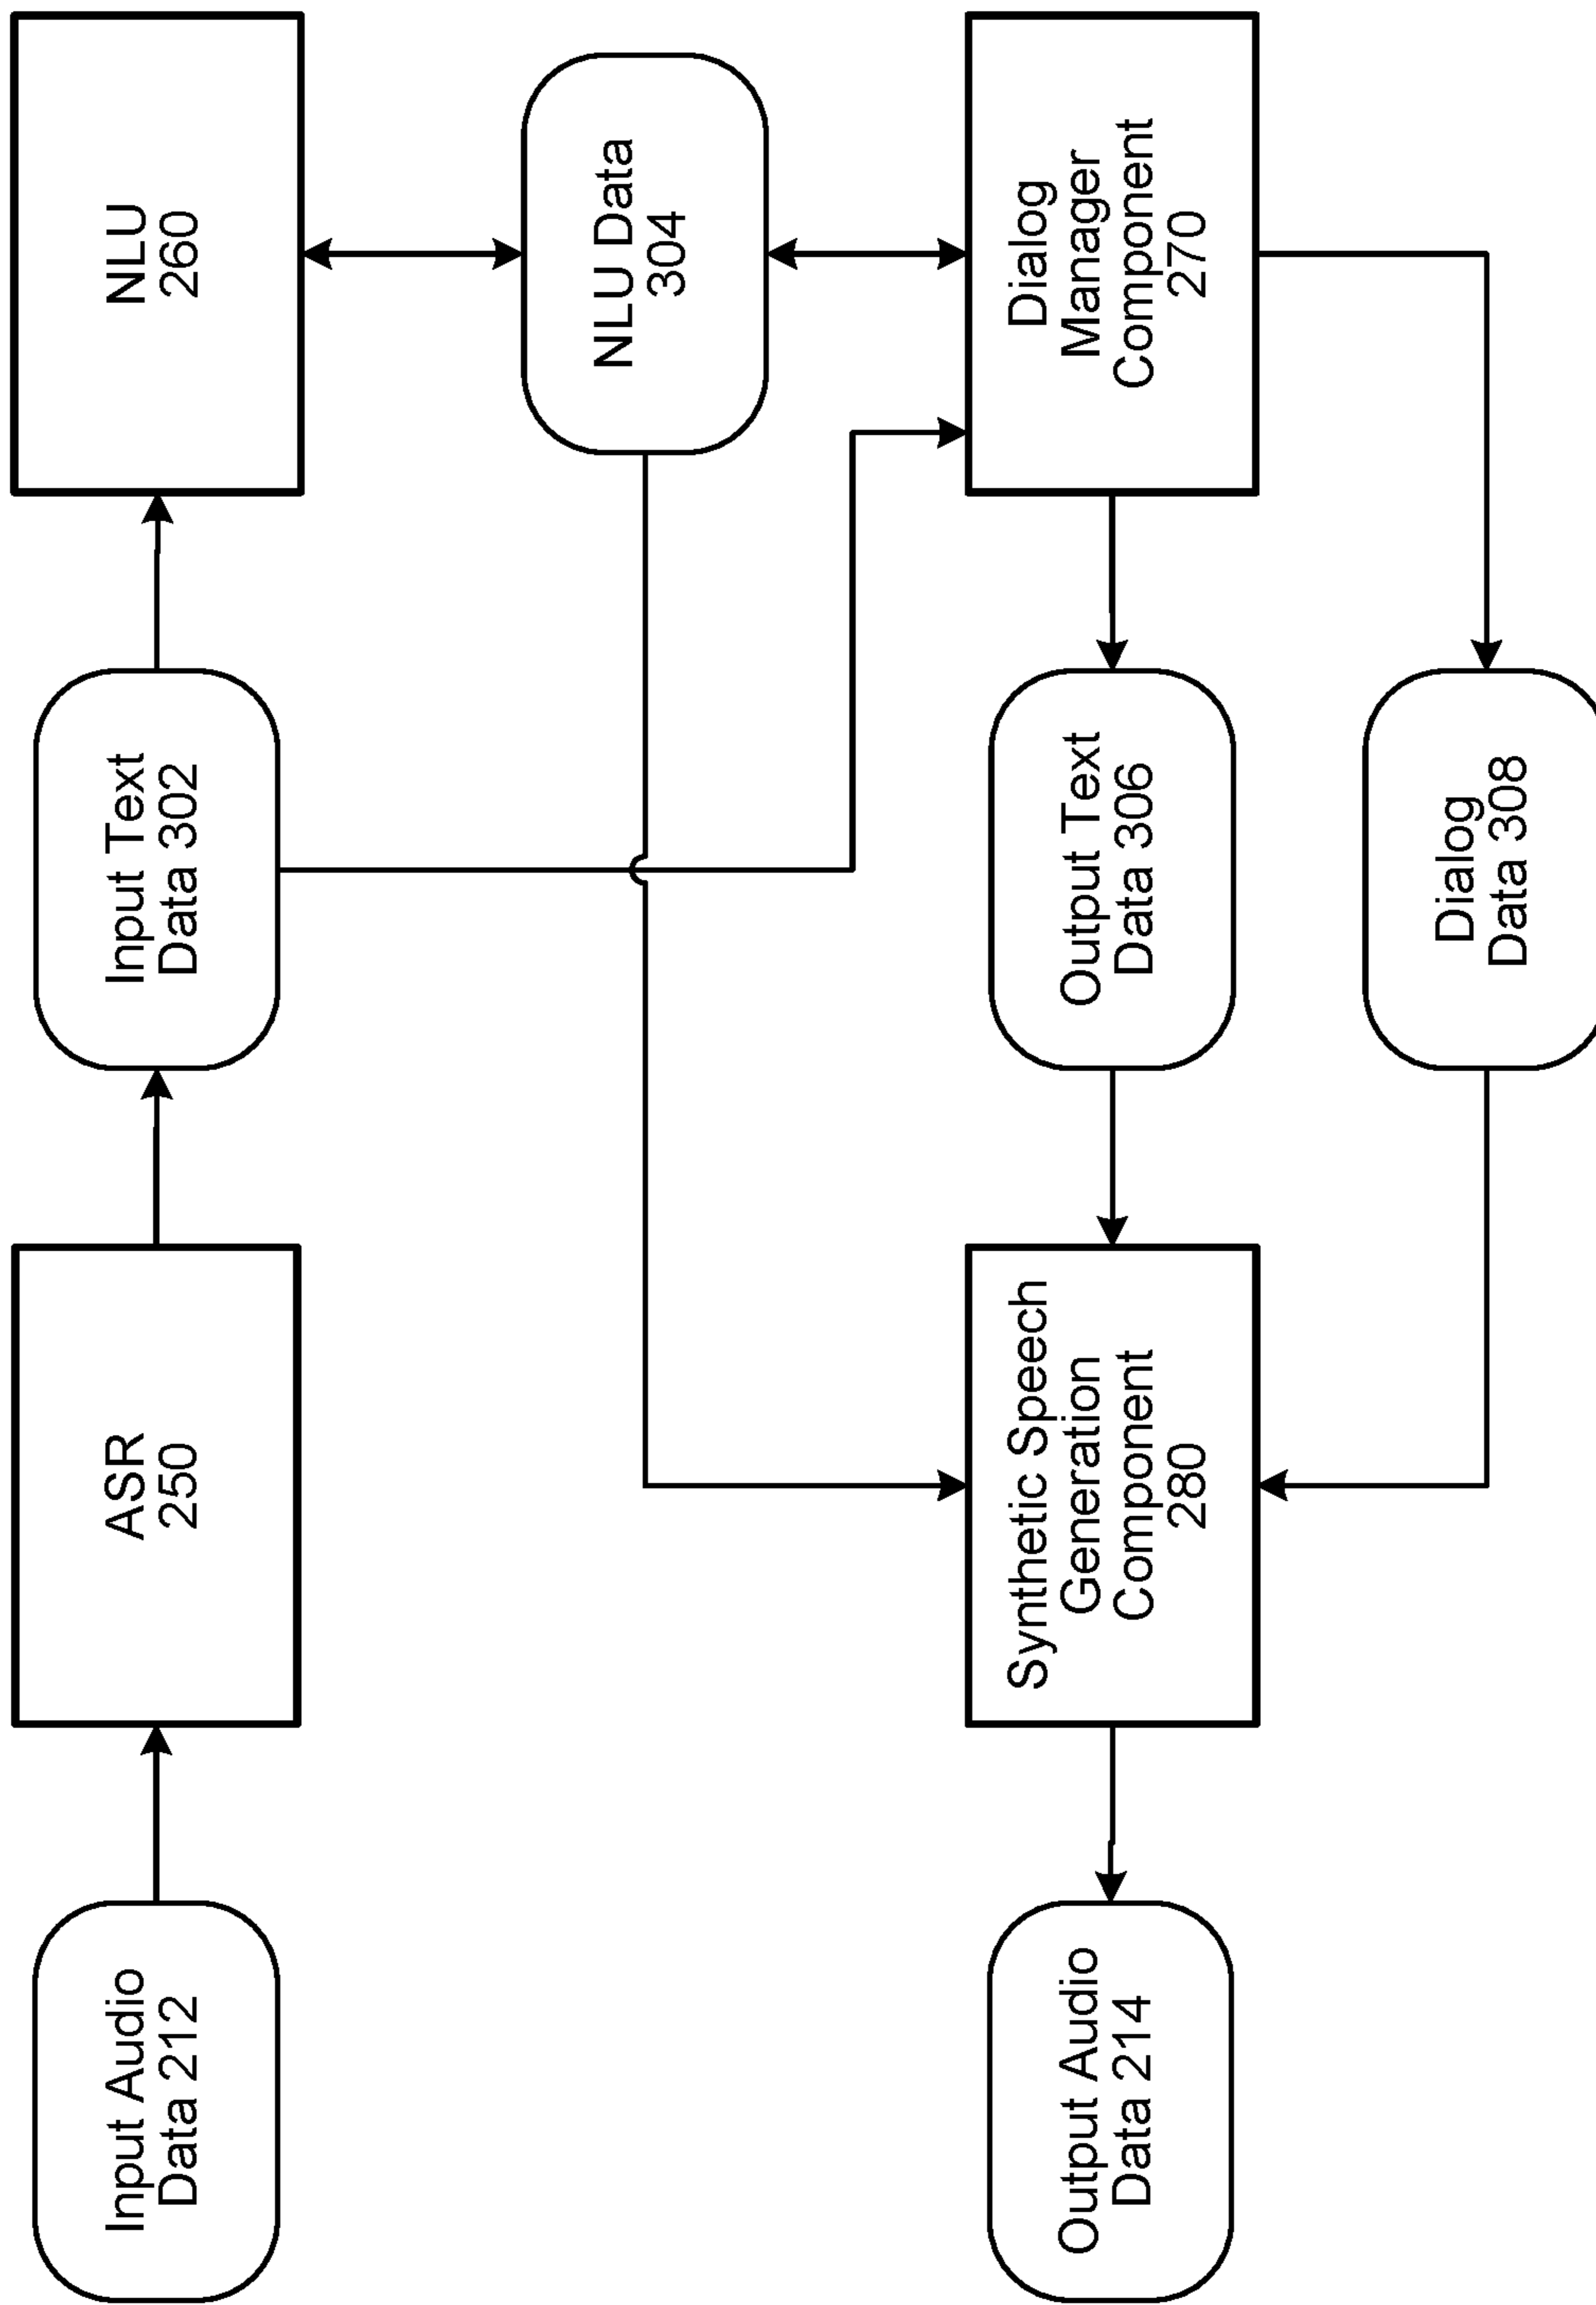 Input Audio
Data 212
ASR
250
Input Text
Data 302
NLU
260
NLU Data
304
Output Audio
Data 214
Synthetic Speech
Generation
Component
280
Output Text
Data 306
Dialog
Manager
Component
270
Dialog
Data 308